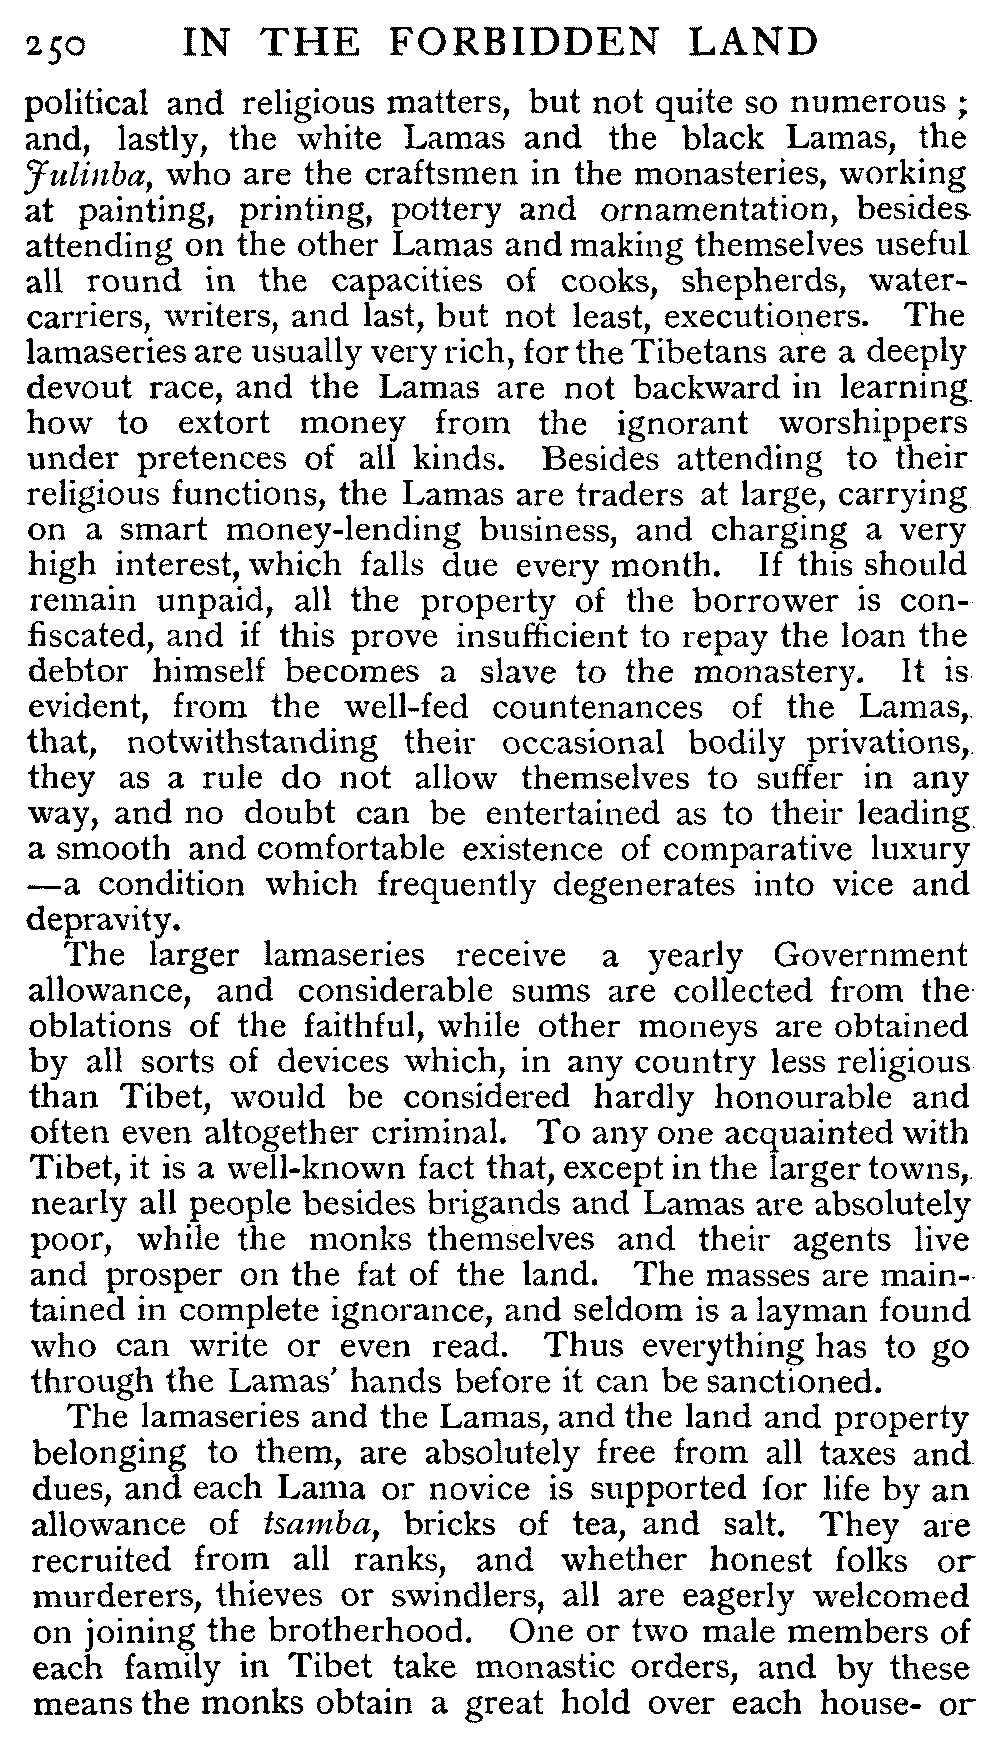 250 IN THE FORBIDDEN LAND
political and religious matters, but not quite so numerous ;
and, lastly, the white Lamas and the black Lamas, the
Julinba, who are the craftsmen in the monasteries, working
at painting, printing, pottery and ornamentation, besides
attending on the other Lamas and making themselves useful
all round in the capacities of cooks, shepherds, water-
carriers, writers, and last, but not least, executioners. The
lamaseries are usually very rich, for the Tibetans are a deeply
devout race, and the Lamas are not backward in learning
how to extort money from the ignorant worshippers
under pretences of all kinds. Besides attending to their
religious functions, the Lamas are traders at large, carrying
on a smart money-lending business, and charging a very
high interest, which falls due every month. If this should
remain unpaid, all the property of the borrower is con-
fiscated, and if this prove insufficient to repay the loan the
debtor himself becomes a slave to the monastery. It is
evident, from the well-fed countenances of the Lamas,
that, notwithstanding their occasional bodily privations,
they as a rule do not allow themselves to suffer in any
way, and no doubt can be entertained as to their leading
a smooth and comfortable existence of comparative luxury
—a condition which frequently degenerates into vice and
depravity.
The larger lamaseries receive a yearly Government
allowance, and considerable sums are collected from the
oblations of the faithful, while other moneys are obtained
by all sorts of devices which, in any country less religious
than Tibet, would be considered hardly honourable and
often even altogether criminal. To any one acquainted with
Tibet, it is a well-known fact that, except in the larger towns,
nearly all people besides brigands and Lamas are absolutely
poor, while the monks themselves and their agents live
and prosper on the fat of the land. The masses are main-
tained in complete ignorance, and seldom is a layman found
who can write or even read. Thus everything has to go
through the Lamas' hands before it can be sanctioned.
The lamaseries and the Lamas, and the land and property
belonging to them, are absolutely free from all taxes and
dues, and each Lama or novice is supported for life by an
allowance of tsamba, bricks of tea, and salt. They are
recruited from all ranks, and whether honest folks or
murderers, thieves or swindlers, all are eagerly welcomed
on joining the brotherhood. One or two male members of
each family in Tibet take monastic orders, and by these
means the monks obtain a great hold over each house- or